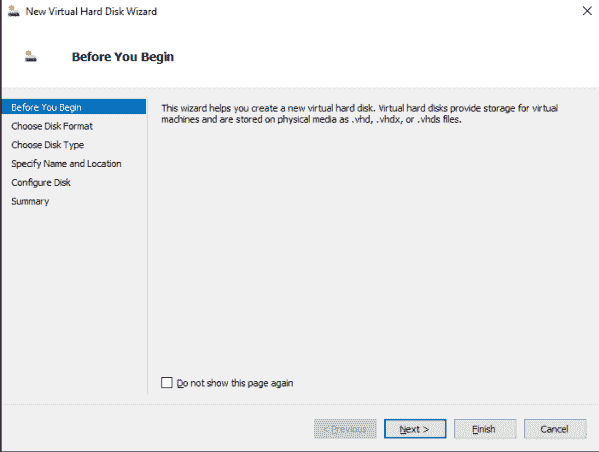 New Virtual Hard Disk Wizard
Before You Begin
Before You Begin
Choose Disk Format
Choose Disk Type
Specify Name and Location
Configure Disk
Summary
This wizard helps you create a new virtual hard disk. Virtual hard disks provide storage for virtual
machines and are stored on physical media as .vhd, .vhdx, or .vhds files.
Do not show this page again
< Previous
Next >
Finish
Cancel